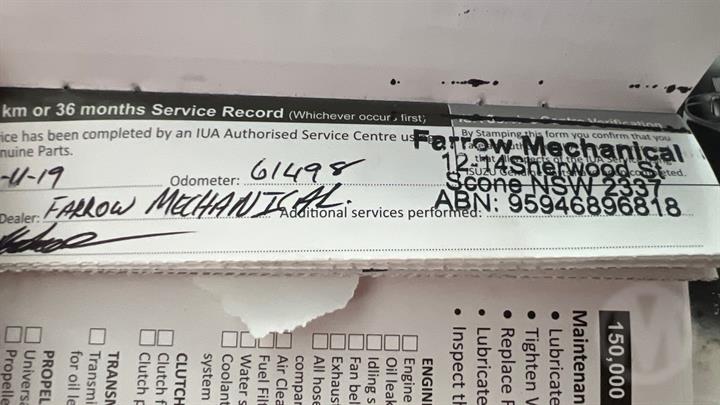 km or 36 months Service Record (Whichever occurs first)
ice has been completed by an IUA Authorised Service Centre using
nuine Parts.
-11-19
Odometer: 61498
Dealer: FARROW MECHANICAL.
Additional services performed:
By Stamping this form you confirm that you
Farrow Mechanical
12-14 Sherwood St
Scone NSW 2337
ABN: 95946896818
150,000
Maintenan
• Lubricate
• Tighten
• Replace
• Lubricate
• Inspect th
ENGINE
Engine
Oil leak
Idling s
Fan bel
Exhaus
All hose
compar
Air Clea
Fuel Filt
Water s
Coolant
system
CLUTCH
Clutch f
Clutch p
TRANSM
Transmi
for oil le
PROPEL
Univers
Propelle